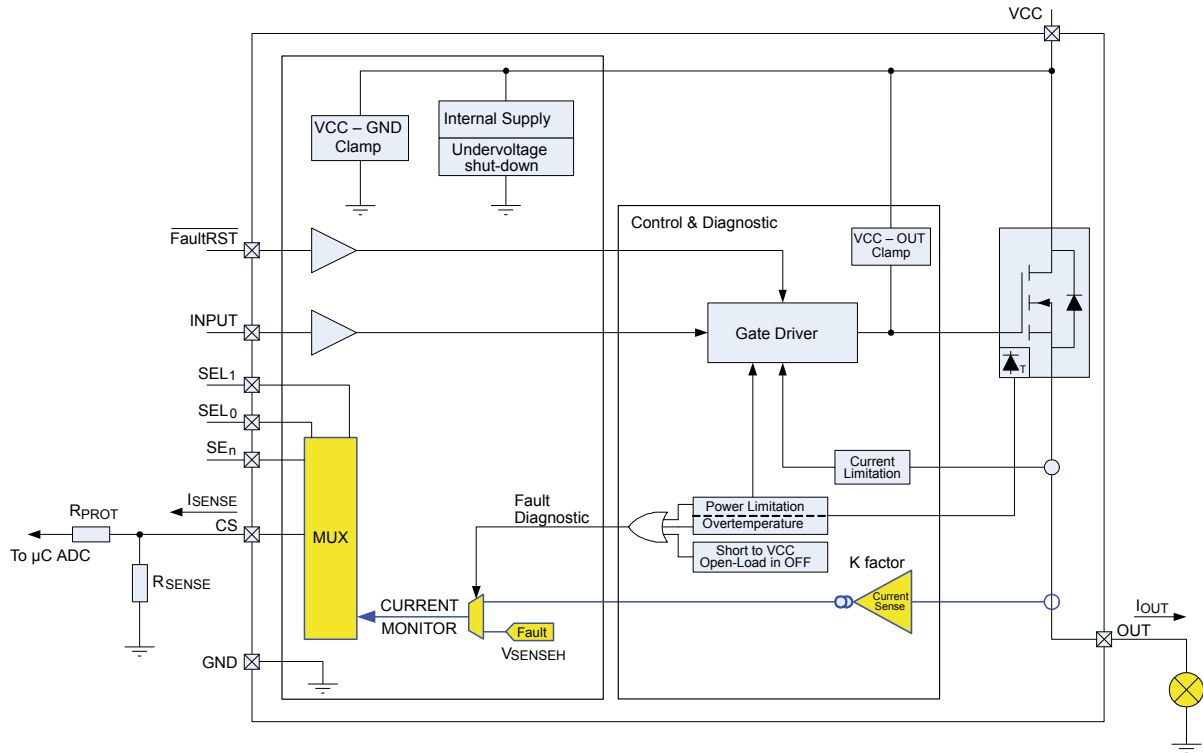 VCC
VCC – GND
Clamp
Internal Supply
Undervoltage
shut-down
Control & Diagnostic
FaultRST
VCC – OUT
Clamp
INPUT
Gate Driver
T
SEL1
SEL0
SEn
Current
Limitation
ISENSE
RPROT
CS
To µC ADC
RSENSE
MUX
Fault
Diagnostic
Power Limitation
Overtemperature
Short to VCC
Open-Load in OFF
K factor
Current
Sense
CURRENT
MONITOR
Fault
VSENSEH
IOUT
OUT
GND